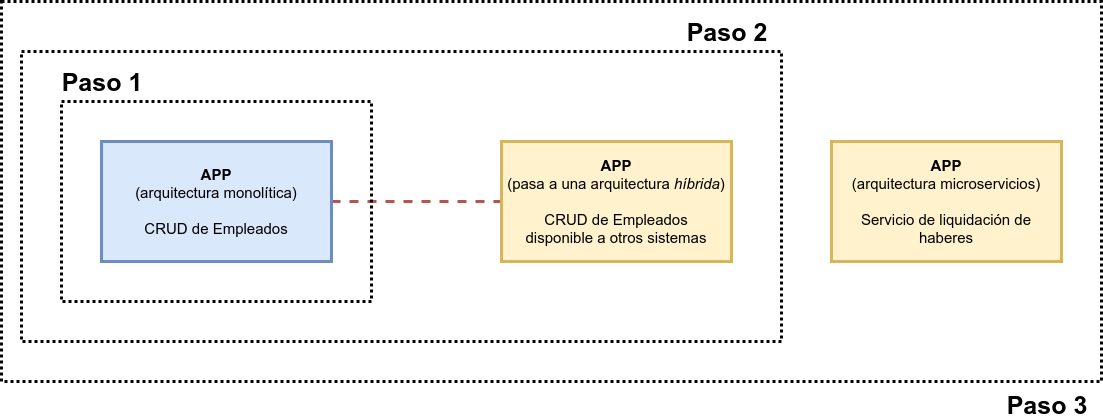 Paso 2
Paso 1
APP
(arquitectura monolítica)
CRUD de Empleados
APP
(pasa a una arquitectura híbrida)
CRUD de Empleados
disponible a otros sistemas
APP
(arquitectura microservicios)
Servicio de liquidación de
haberes
Paso 3